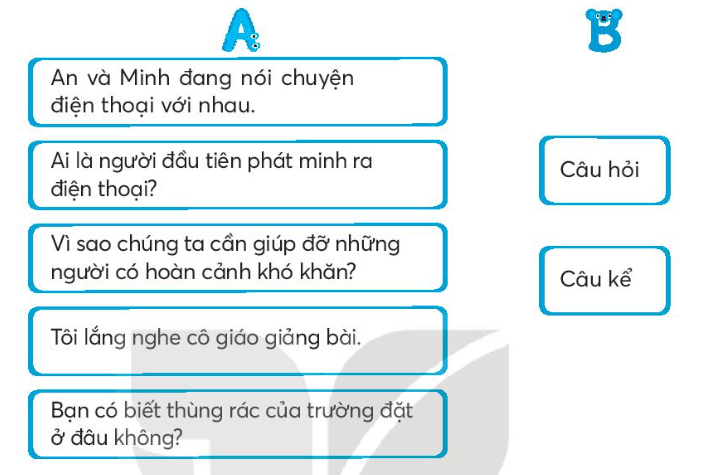 A
B
An và Minh đang nói chuyện
điện thoại với nhau.
Ai là người đầu tiên phát minh ra
điện thoại?
Câu hỏi
Vì sao chúng ta cần giúp đỡ những
người có hoàn cảnh khó khăn?
Câu kể
Tôi lắng nghe cô giáo giảng bài.
Bạn có biết thùng rác của trường đặt
ở đâu không?